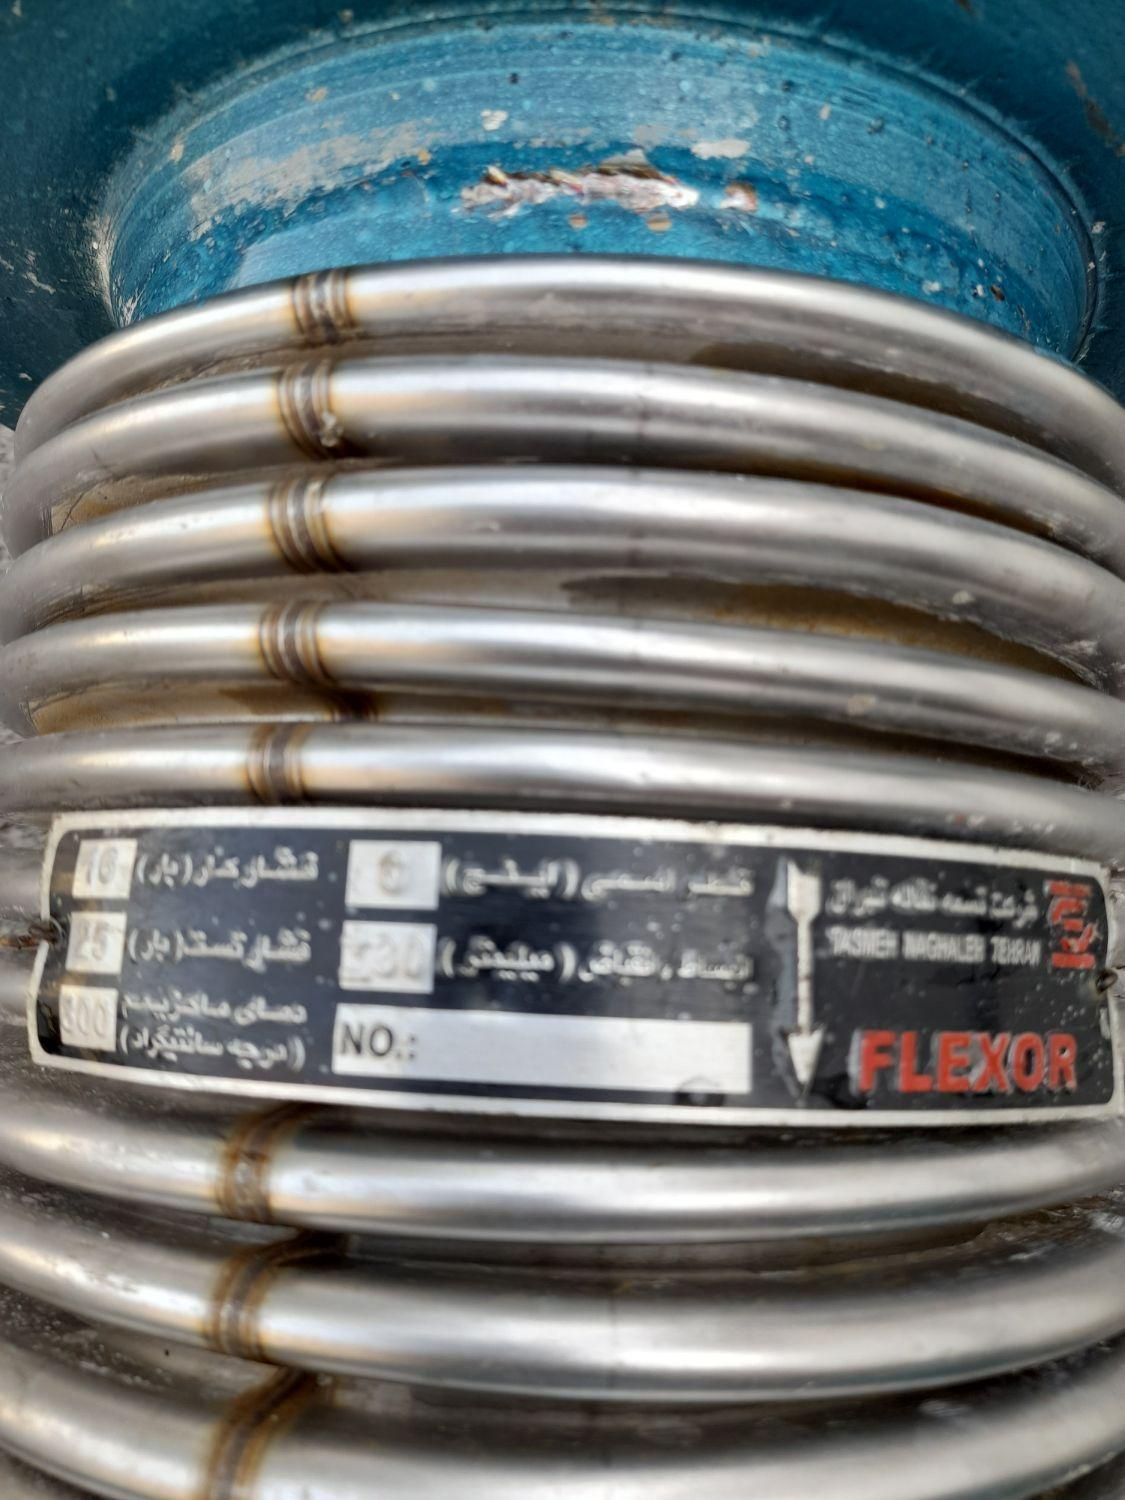 شرکت تسمه نقاله تهران
TASMEH NAGHALEH TEHRAN
FLEXOR
قطر اسمی (اینچ) 6
انبساط و انقباض (میلیمتر)
NO.:
فشار کار (بار) 16
فشار تست (بار) 25
دمای ماکزیمم
(درجه سانتیگراد) 300